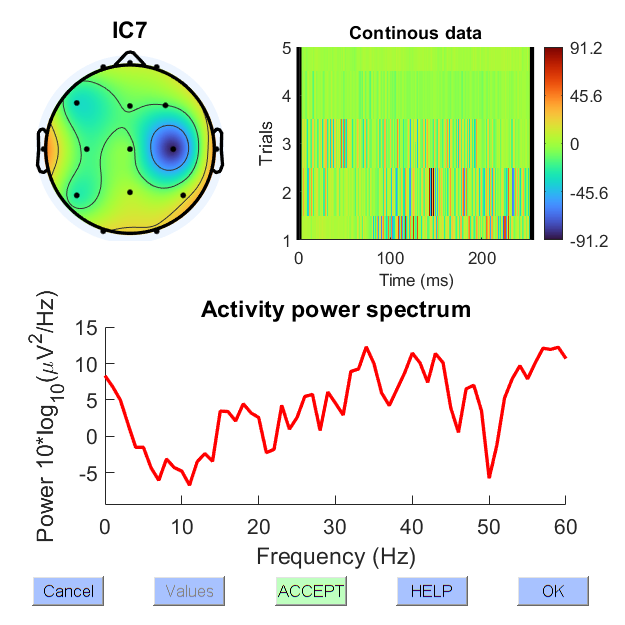 IC7
Continous data
5
4
3
2
1
Trials
0 100 200
Time (ms)
91.2
45.6
0
-45.6
-91.2
Activity power spectrum
15
10
5
0
-5
Power 10*log10(μV2/Hz)
0 10 20 30 40 50 60
Frequency (Hz)
Cancel Values ACCEPT HELP OK